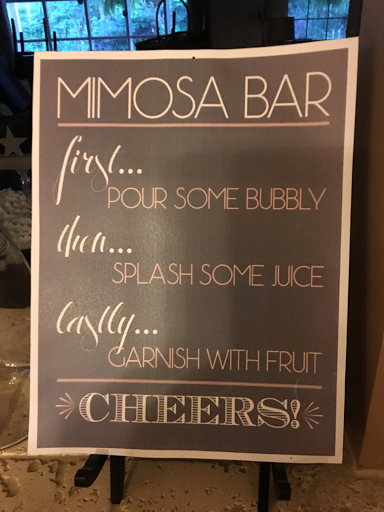 MIMOSA BAR
first...
POUR SOME BUBBLY
then...
SPLASH SOME JUICE
lastly...
GARNISH WITH FRUIT
CHEERS!